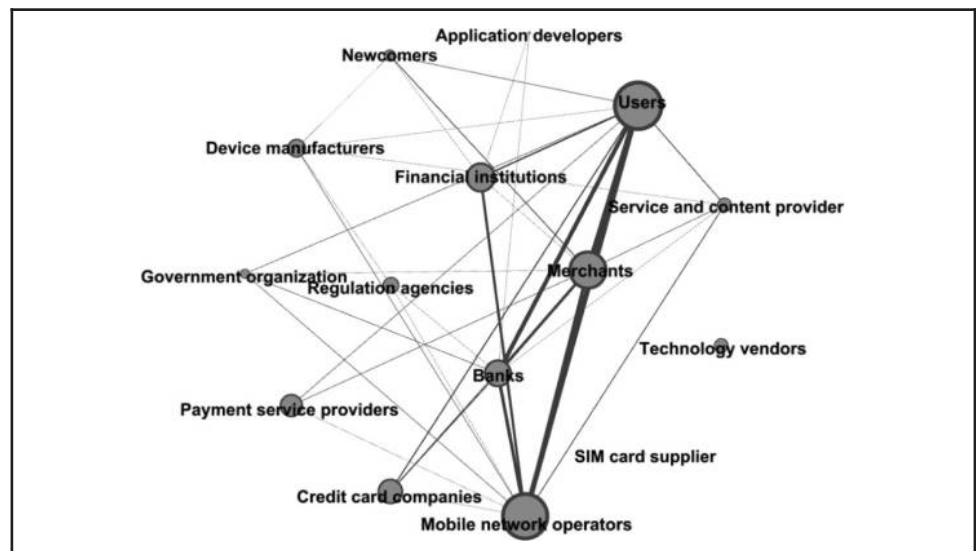 Application developers
Newcomers
Users
Device manufacturers
Financial institutions
Service and content provider
Merchants
Government organization
Regulation agencies
Technology vendors
Banks
Payment service providers
SIM card supplier
Credit card companies
Mobile network operators